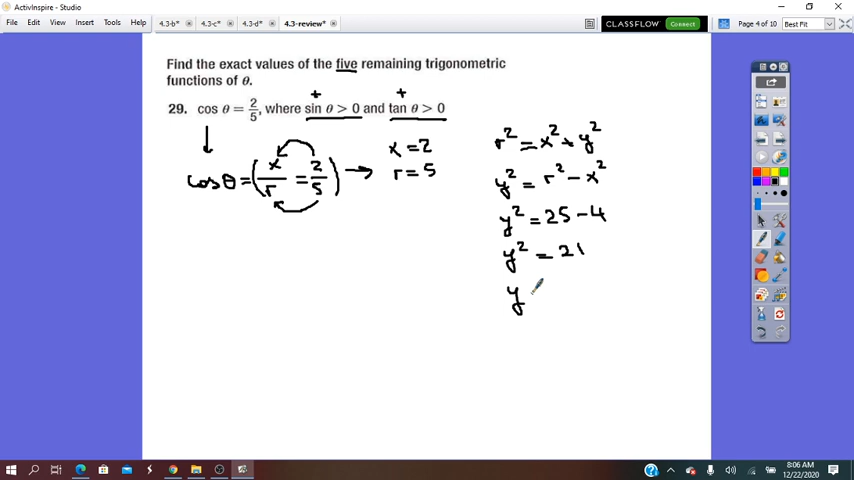 ActivInspire - Studio
File Edit View Insert Tools Help
4.3-b* 4.3-c* 4.3-d* 4.3-review*
CLASSFLOW Connect
Page 4 of 10 Best Fit
Find the exact values of the five remaining trigonometric
functions of θ.
+ +
29. cos θ = 2/5, where sin θ > 0 and tan θ > 0
cos θ = (x/r = 2/5) →
x = 2
r = 5
r² = x² + y²
y² = r² - x²
y² = 25 - 4
y² = 21
y
8:06 AM
12/22/2020